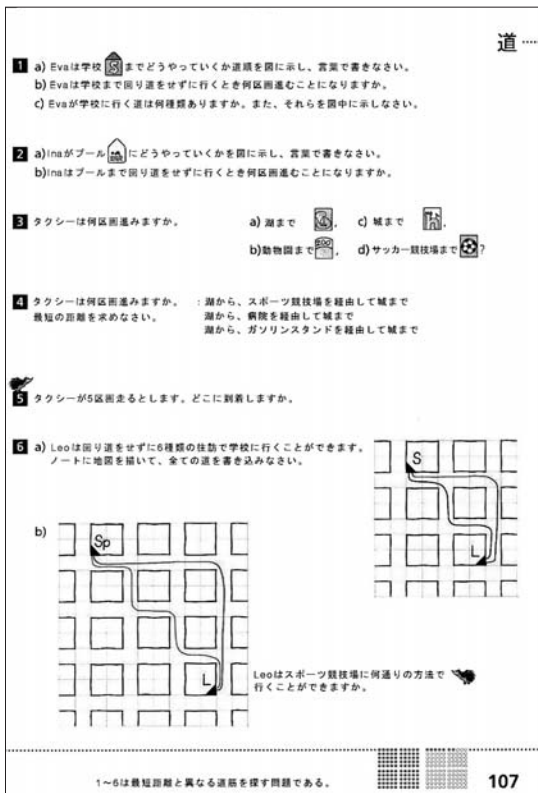 道
1 a) Evaは学校 S までどうやっていくか道順を図に示し、言葉で書きなさい。
b) Evaは学校まで回り道をせずに行くとき何区画進むことになりますか。
c) Evaが学校に行く道は何種類ありますか。また、それらを図中に示しなさい。
2 a)Inaがプール にどうやっていくかを図に示し、言葉で書きなさい。
b)Inaはプールまで回り道をせずに行くとき何区画進むことになりますか。
3 タクシーは何区画進みますか。 a) 湖まで 、 c) 城まで 、
b)動物園まで ZOO 、 d)サッカー競技場まで ?
4 タクシーは何区画進みますか。 : 湖から、スポーツ競技場を経由して城まで
最短の距離を求めなさい。 湖から、病院を経由して城まで
湖から、ガソリンスタンドを経由して城まで
5 タクシーが5区画走るとします。どこに到着しますか。
6 a) Leoは回り道をせずに6種類の往訪で学校に行くことができます。
ノートに地図を描いて、全ての道を書き込みなさい。
S
L
b)
Sp
L
Leoはスポーツ競技場に何通りの方法で
行くことができますか。
1~6は最短距離と異なる道筋を探す問題である。
107